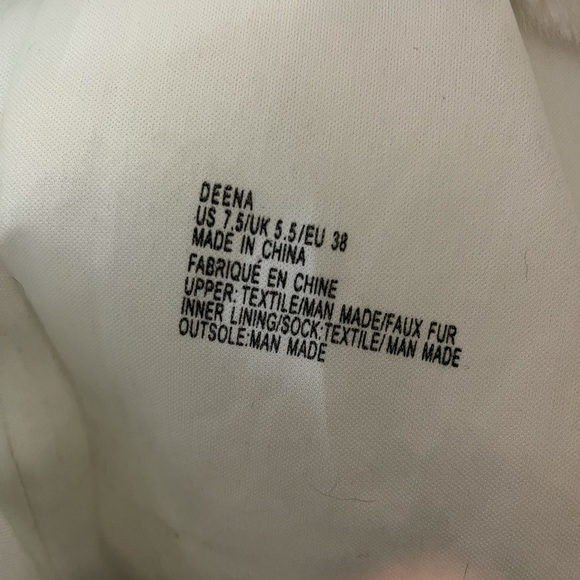 DEENA
US 7.5/UK 5.5/EU 38
MADE IN CHINA
FABRIQUÉ EN CHINE
UPPER: TEXTILE/MAN MADE/FAUX FUR
INNER LINING/SOCK:TEXTILE/ MAN MADE
OUTSOLE:MAN MADE